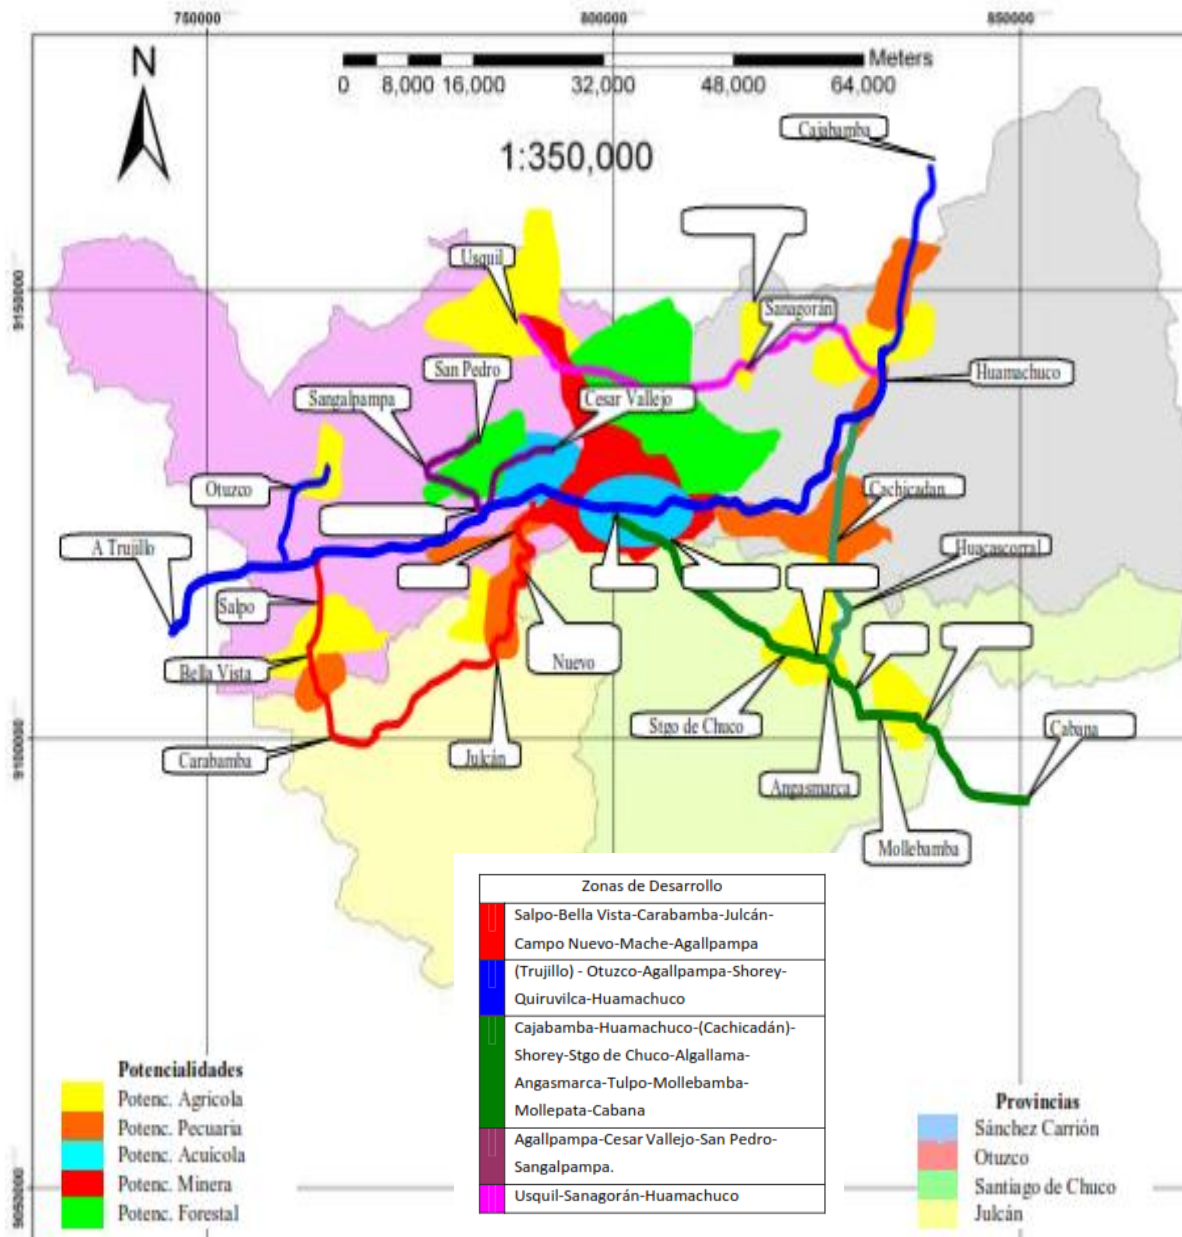 750000
800000
850000
N
Meters
0
8,000
16,000
32,000
48,000
64,000
1:350,000
Cajabamba
9150000
Usquil
Sanagorán
San Pedro
Huamachuco
Sangalpampa
Cesar Vallejo
Otuzco
Cachicadan
A Trujillo
Huacascorral
Salpo
Nuevo
Bella Vista
Stgo de Chuco
Cabana
9100000
Carabamba
Julcán
Angasmarca
Mollebamba
Zonas de Desarrollo
Salpo-Bella Vista-Carabamba-Julcán-
Campo Nuevo-Mache-Agallpampa
(Trujillo) - Otuzco-Agallpampa-Shorey-
Quiruvilca-Huamachuco
Cajabamba-Huamachuco-(Cachicadán)-
Shorey-Stgo de Chuco-Algallama-
Angasmarca-Tulpo-Mollebamba-
Mollepata-Cabana
Agallpampa-Cesar Vallejo-San Pedro-
Sangalpampa.
Usquil-Sanagorán-Huamachuco
Potencialidades
Potenc. Agrícola
Potenc. Pecuaria
Potenc. Acuícola
Potenc. Minera
Potenc. Forestal
Provincias
Sánchez Carrión
Otuzco
Santiago de Chuco
Julcán
9050000